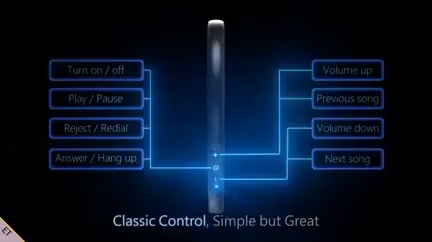 Turn on / off
Play / Pause
Reject / Redial
Answer / Hang up
Volume up
Previous song
Volume down
Next song
Classic Control, Simple but Great
ET